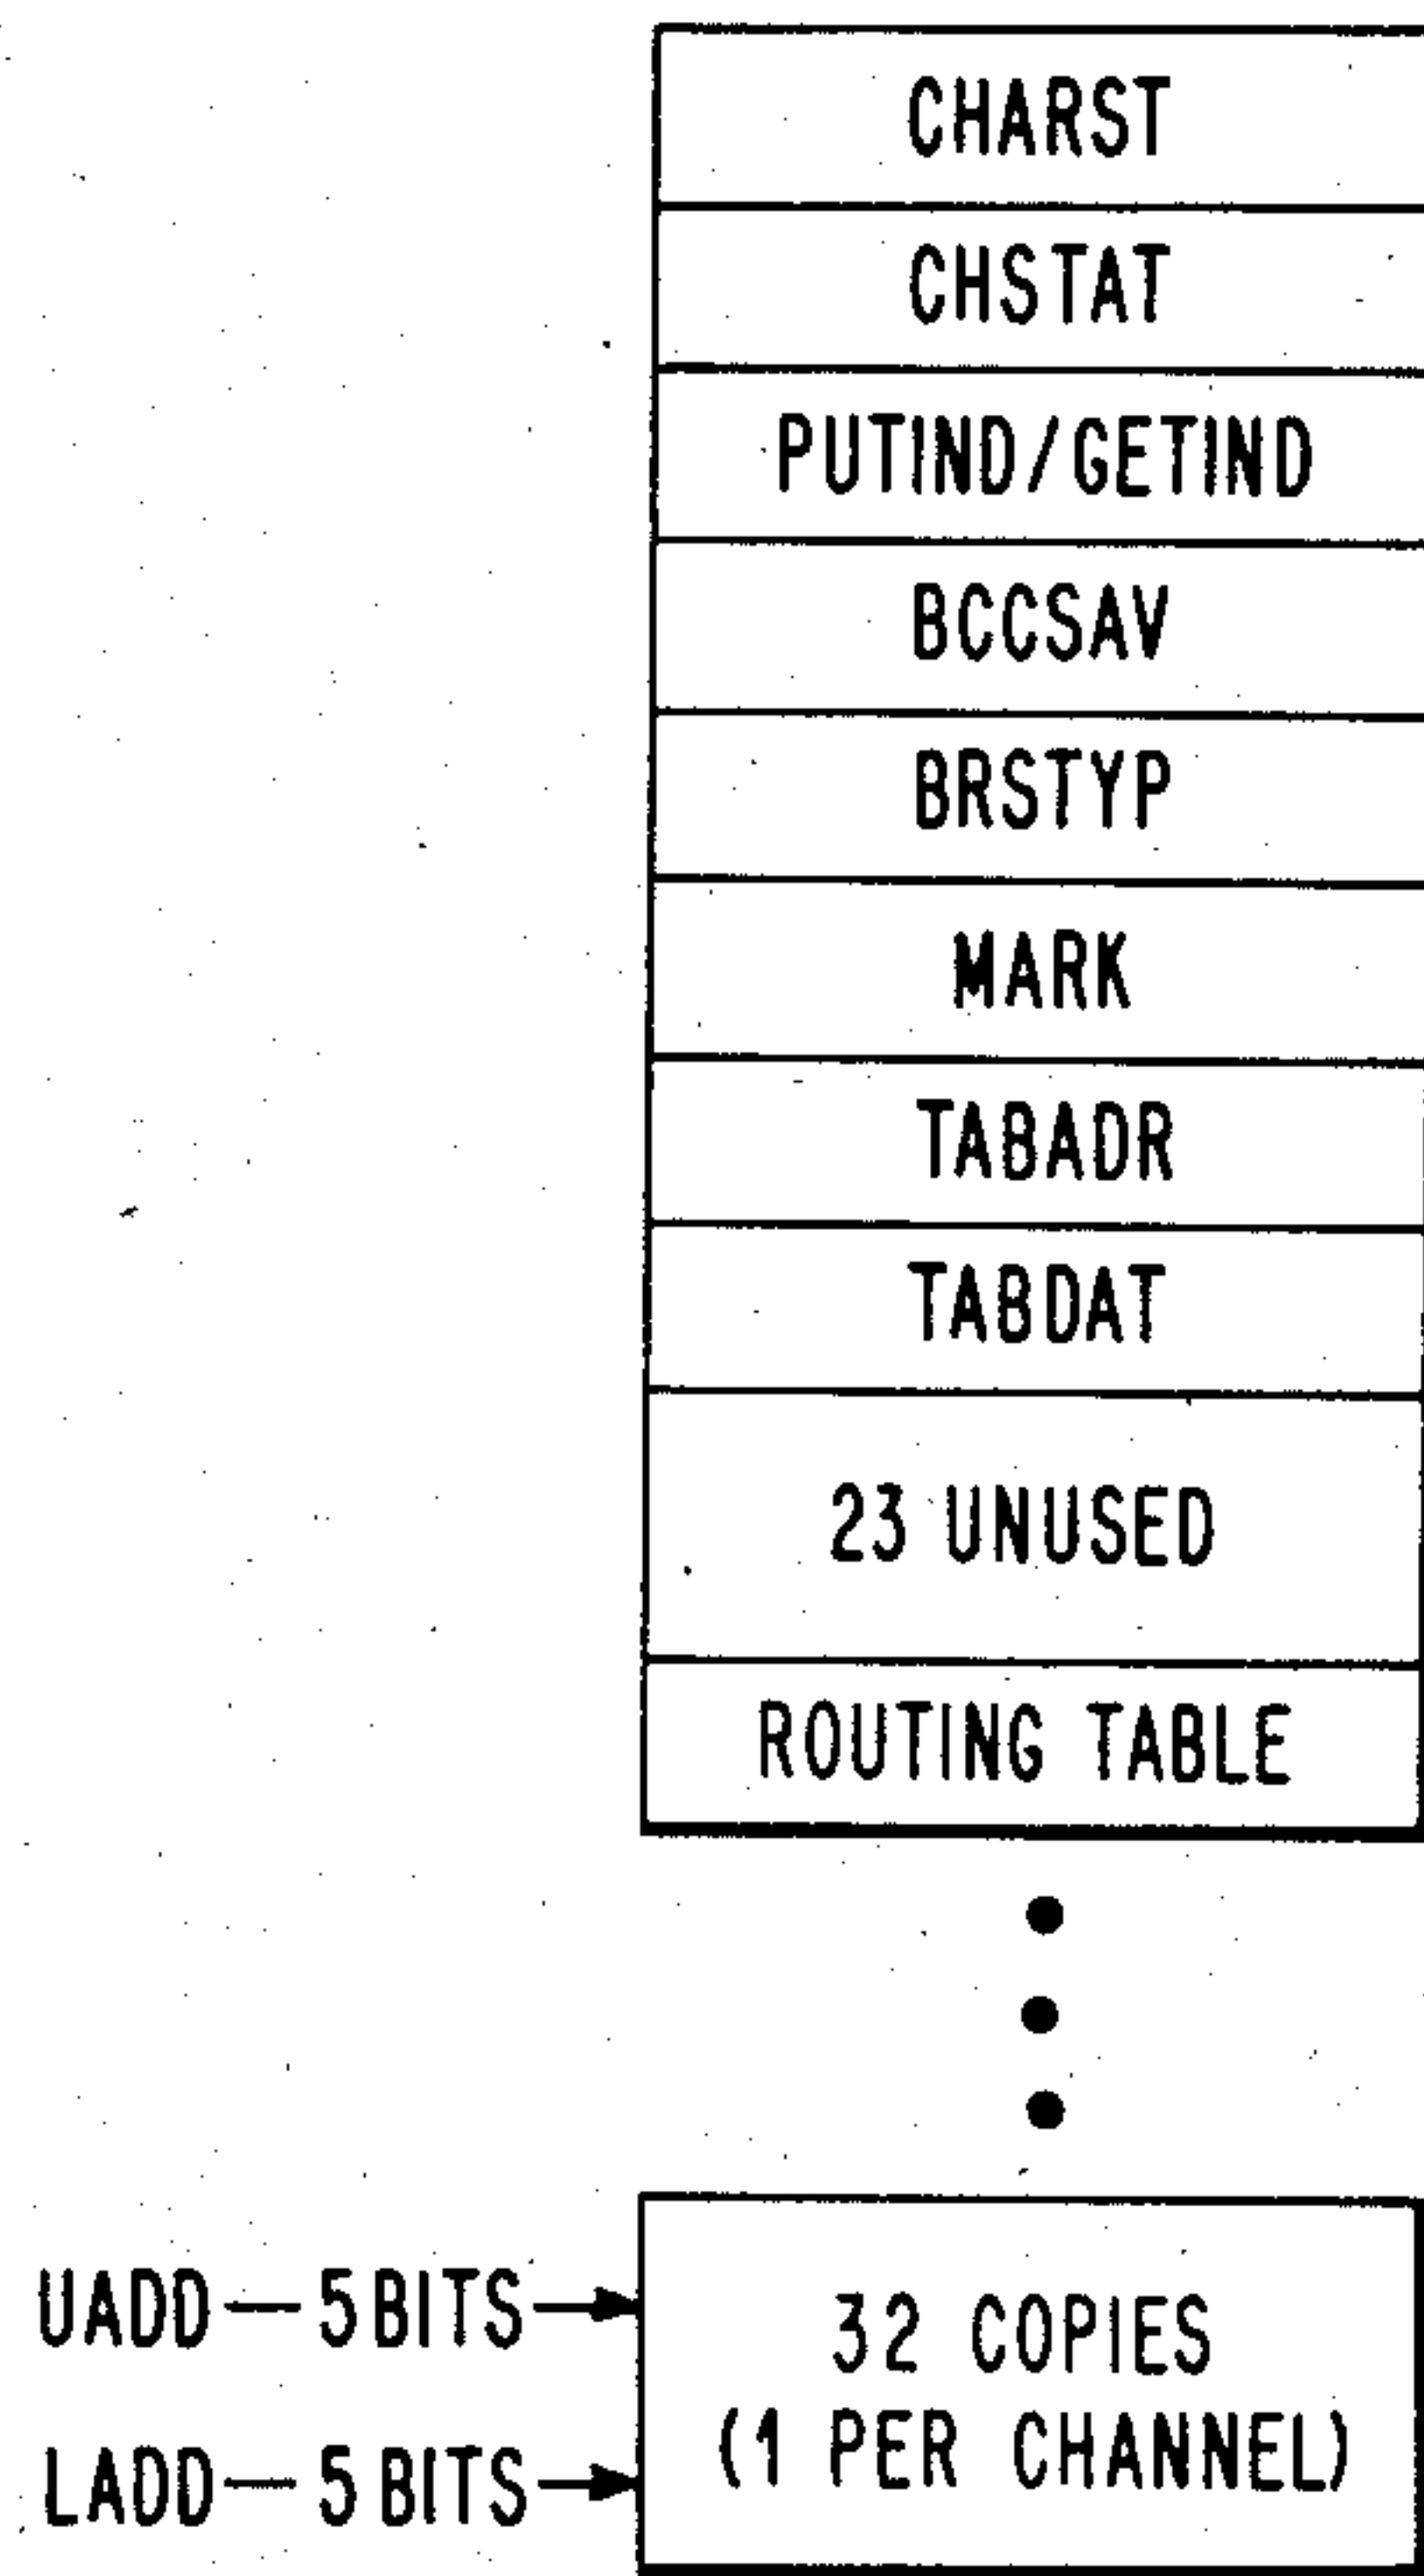 CHARST
CHSTAT
PUTIND/GETIND
BCCSAV
BRSTYP
MARK
TABADR
TABDAT
23 UNUSED
ROUTING TABLE
UADD — 5 BITS
32 COPIES
(1 PER CHANNEL)
LADD — 5 BITS